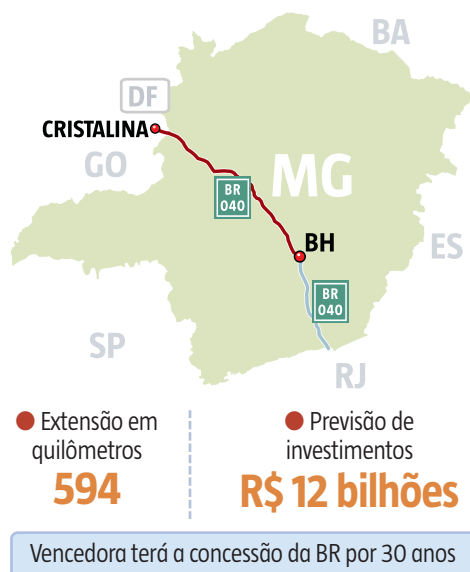 BA
DF
CRISTALINA
GO
MG
BR
040
BH
ES
BR
040
SP
RJ
Extensão em
quilômetros
594
Previsão de
investimentos
R$ 12 bilhões
Vencedora terá a concessão da BR por 30 anos